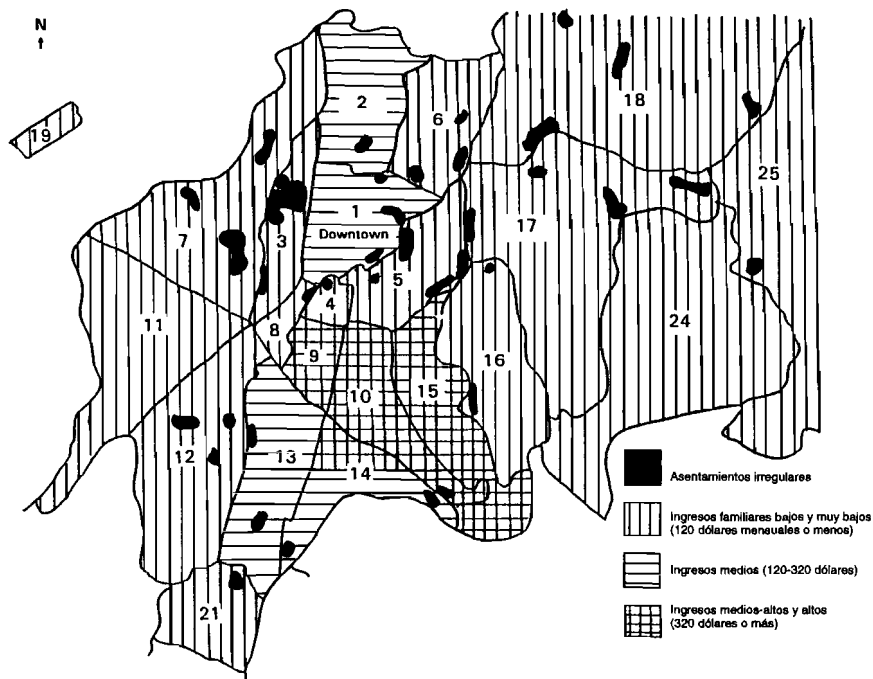 N
19
2
6
18
25
1
Downtown
7
3
17
5
4
11
8
24
9
16
10
15
12
13
14
21
Asentamientos irregulares
Ingresos familiares bajos y muy bajos
(120 dólares mensuales o menos)
Ingresos medios (120-320 dólares)
Ingresos medios-altos y altos
(320 dólares o más)